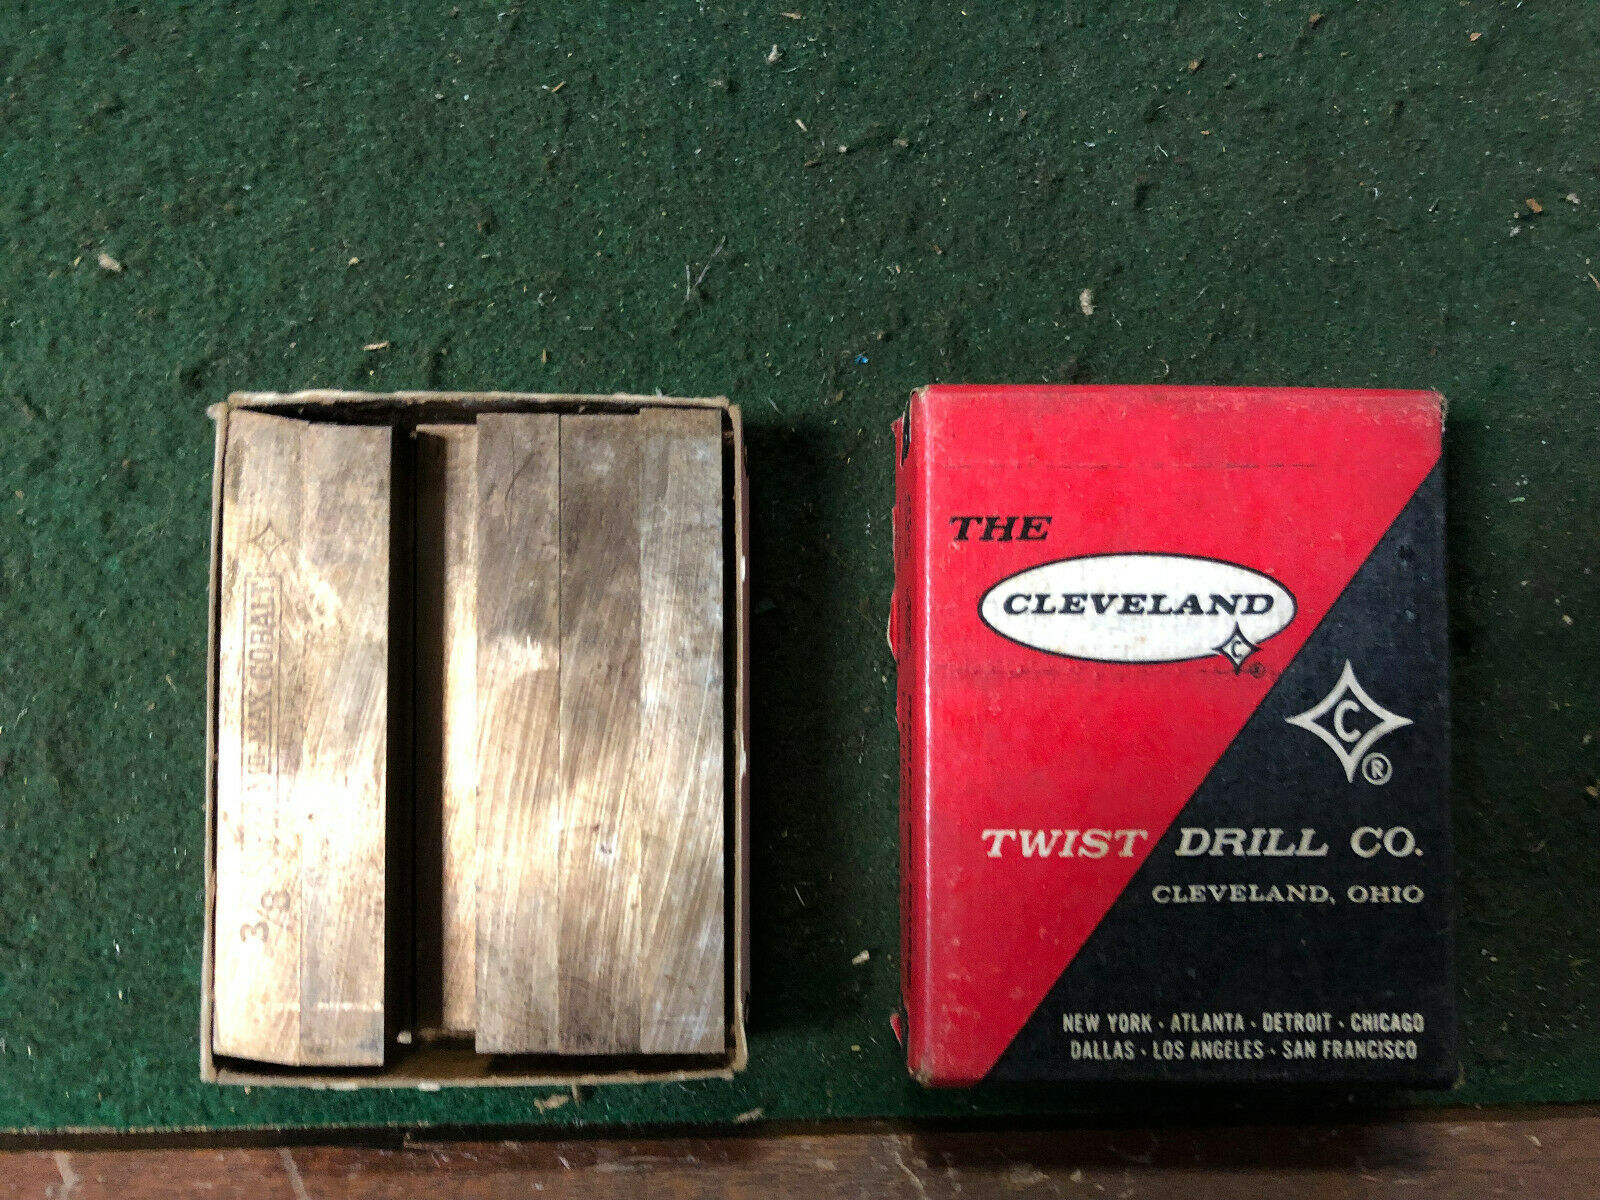 MAX COBALT
3/8
THE
CLEVELAND
C
®
C
®
TWIST DRILL CO.
CLEVELAND, OHIO
NEW YORK · ATLANTA · DETROIT · CHICAGO
DALLAS · LOS ANGELES · SAN FRANCISCO